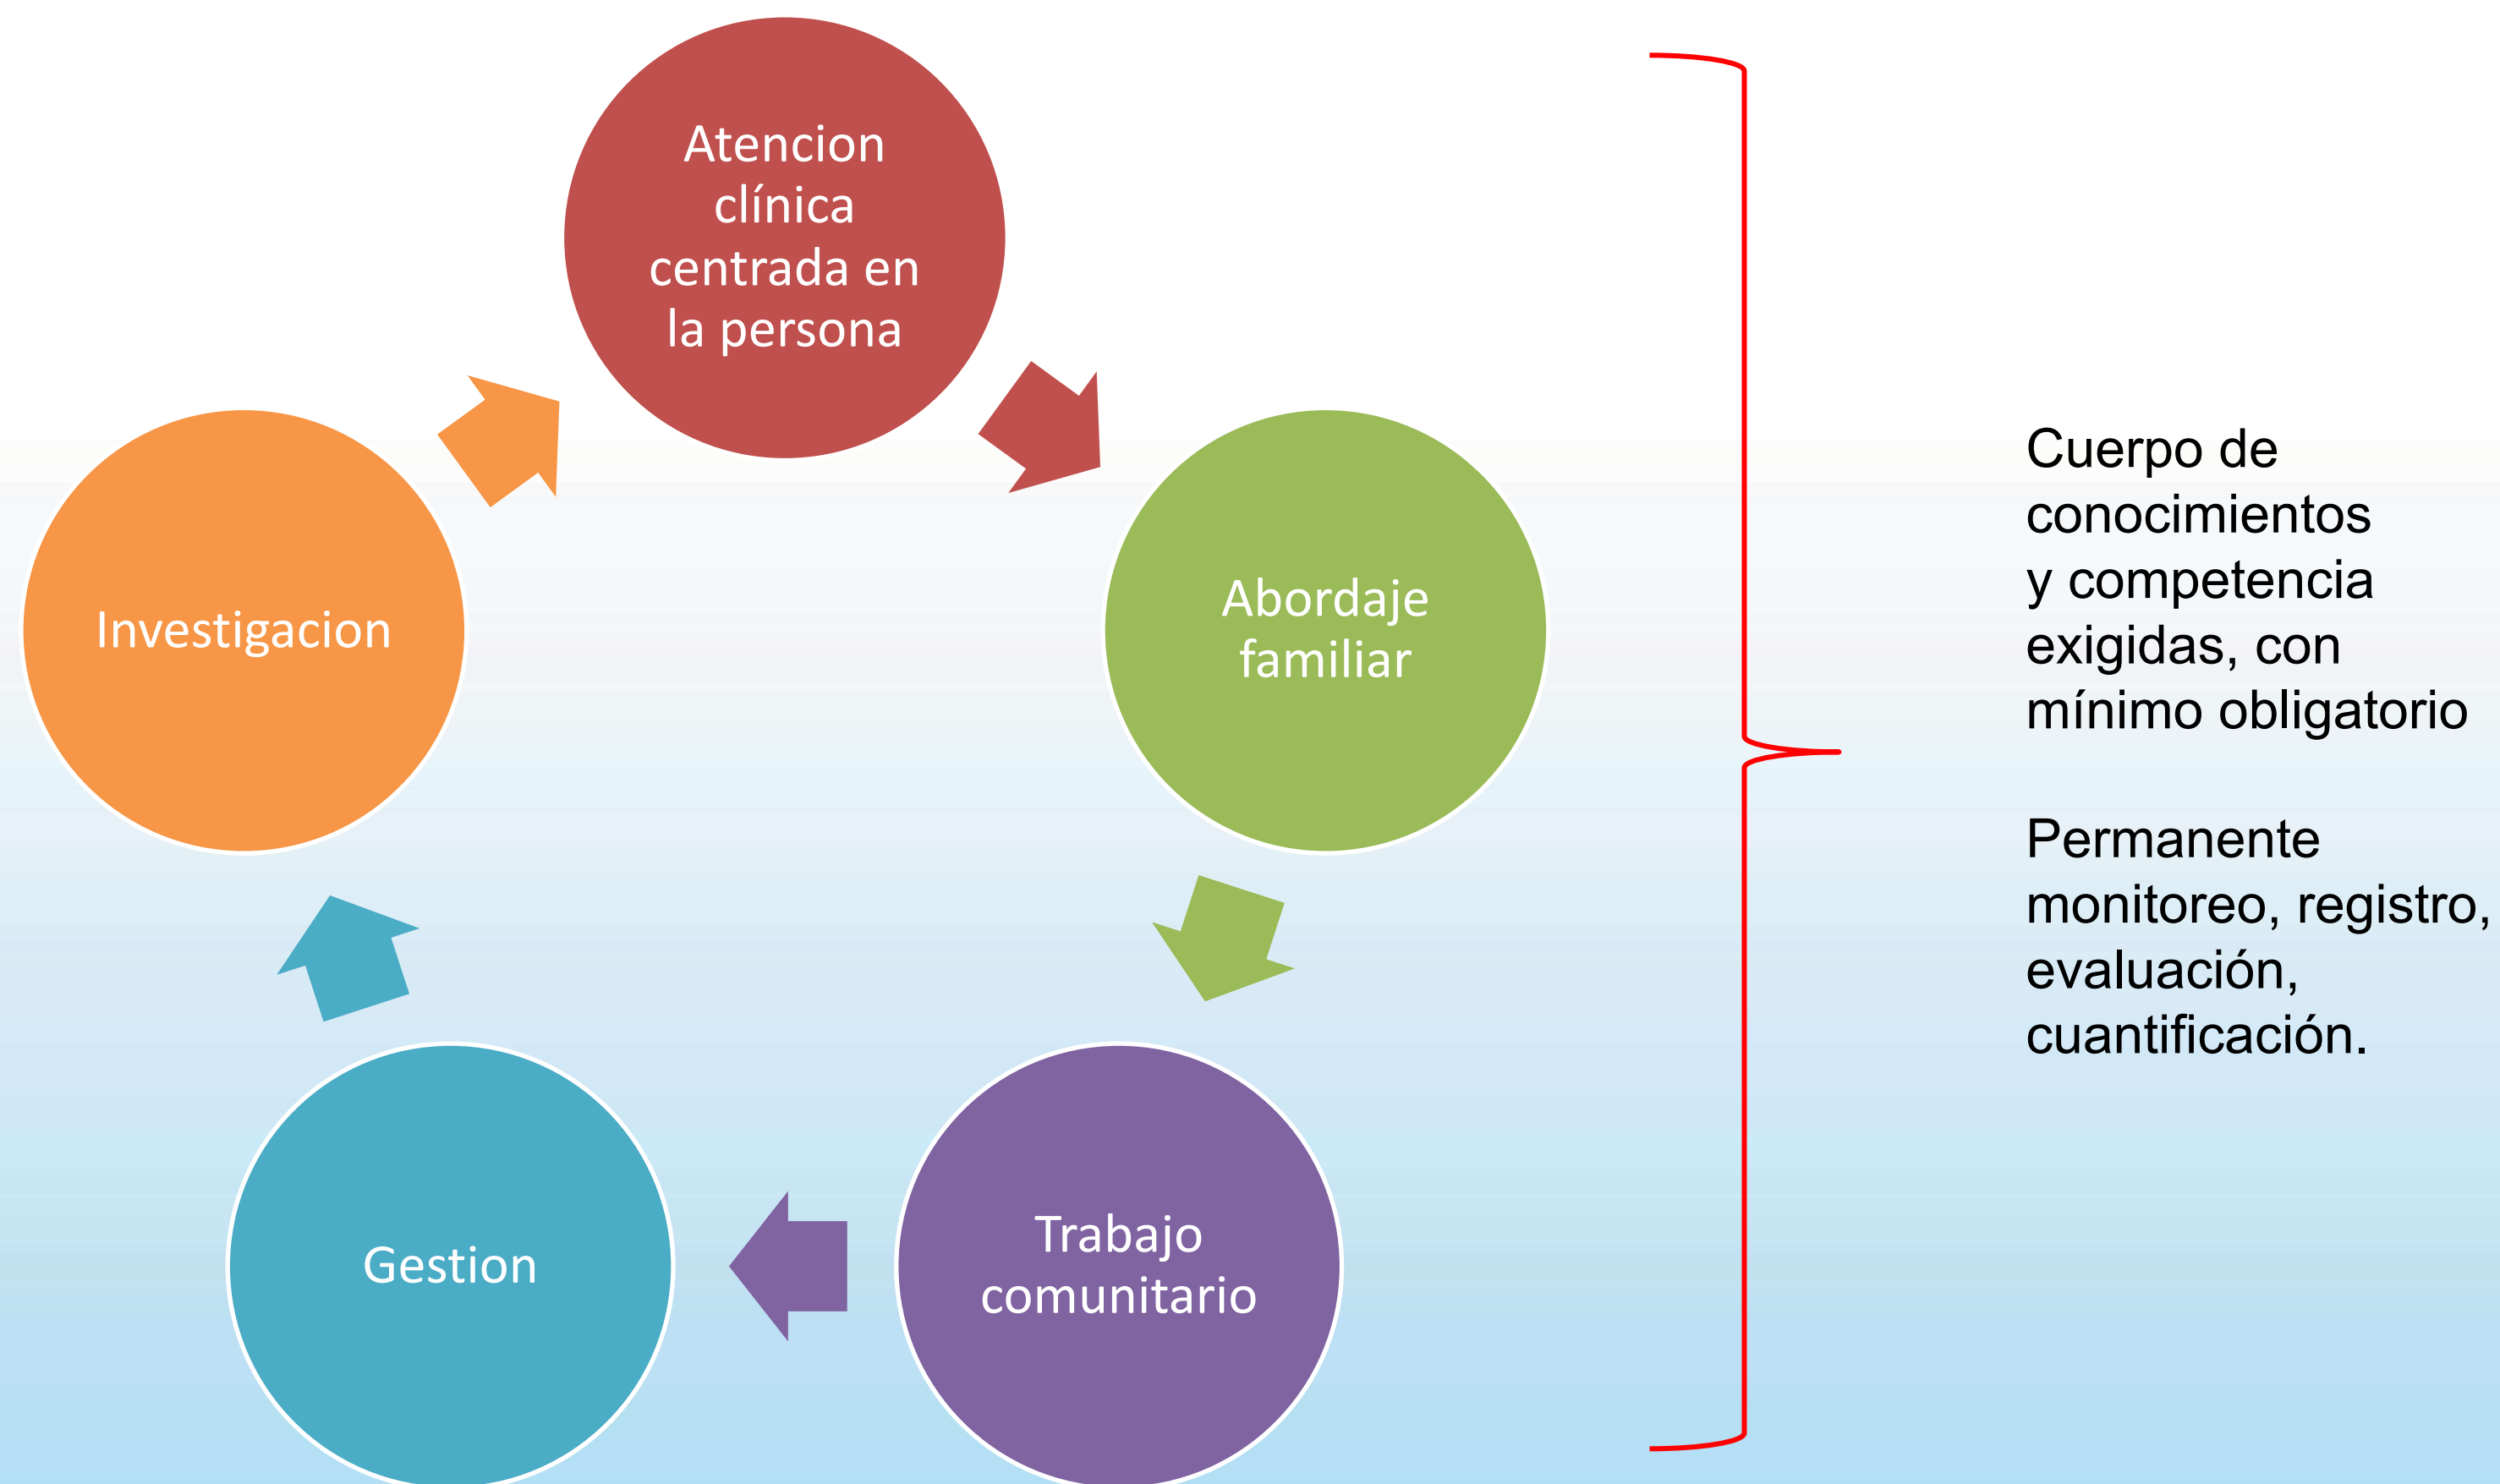 Atencion
clínica
centrada en
la persona
Abordaje
familiar
Trabajo
comunitario
Gestion
Investigacion
Cuerpo de
conocimientos
y competencia
exigidas, con
mínimo obligatorio
Permanente
monitoreo, registro,
evaluación,
cuantificación.